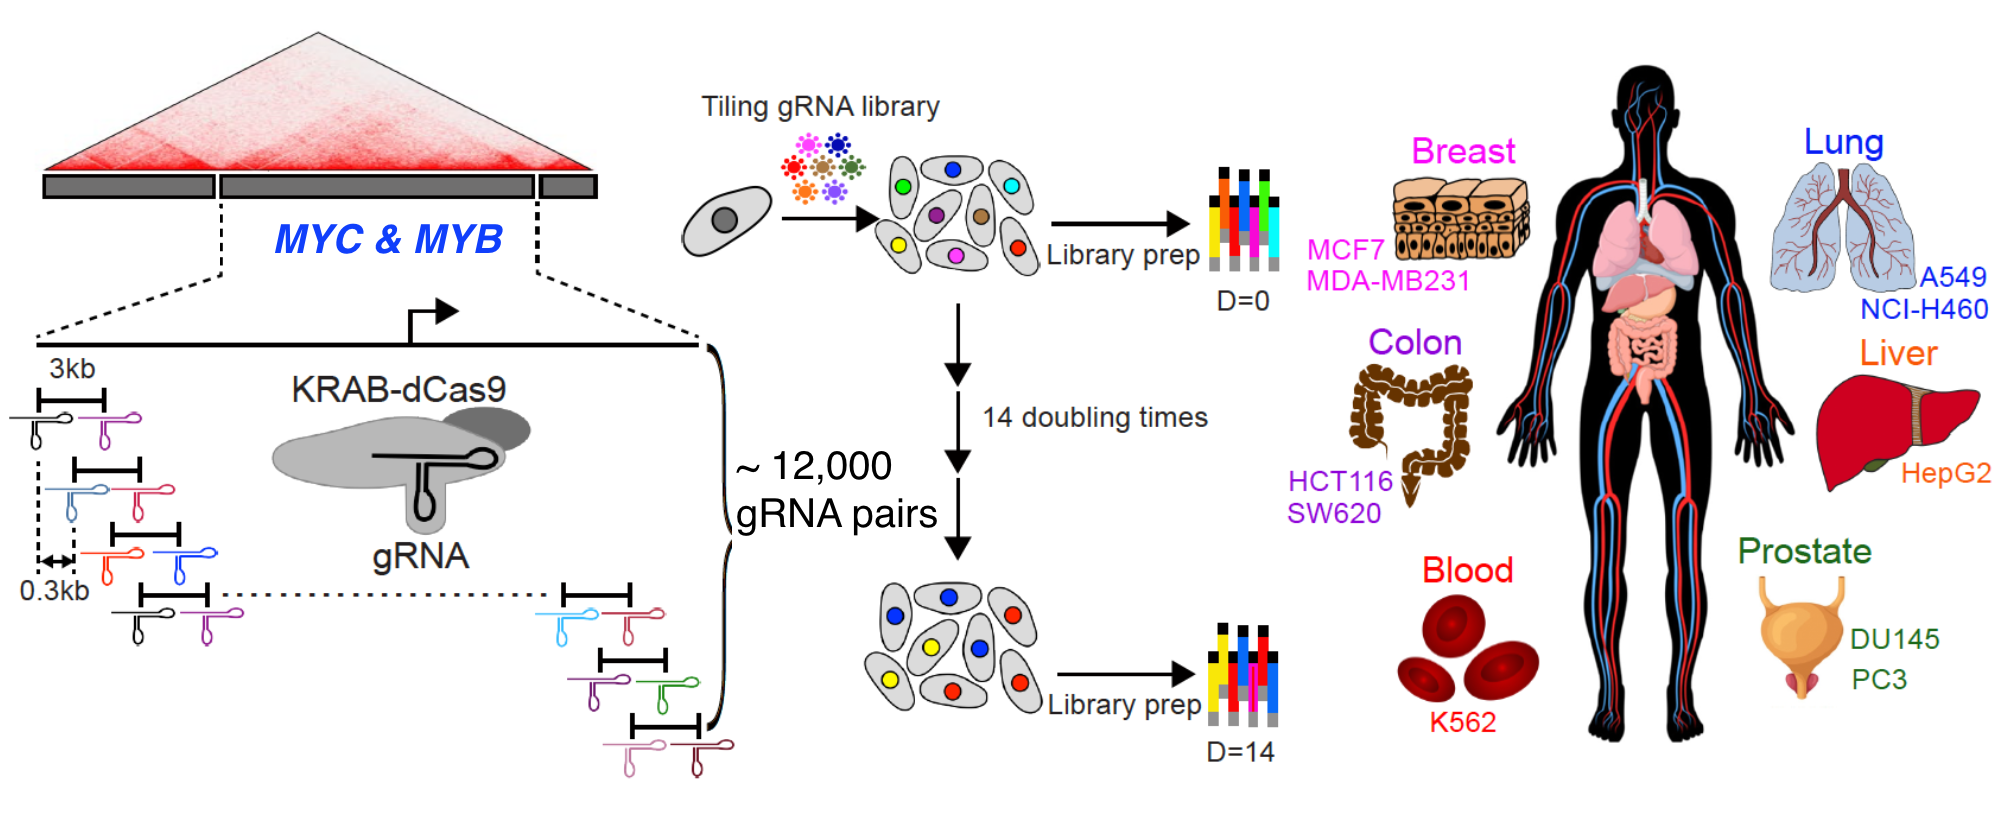 MYC & MYB
3kb
KRAB-dCas9
gRNA
0.3kb
~ 12,000
gRNA pairs
Tiling gRNA library
Library prep
D=0
14 doubling times
Library prep
D=14
Breast
MCF7
MDA-MB231
Colon
HCT116
SW620
Blood
K562
Lung
A549
NCI-H460
Liver
HepG2
Prostate
DU145
PC3